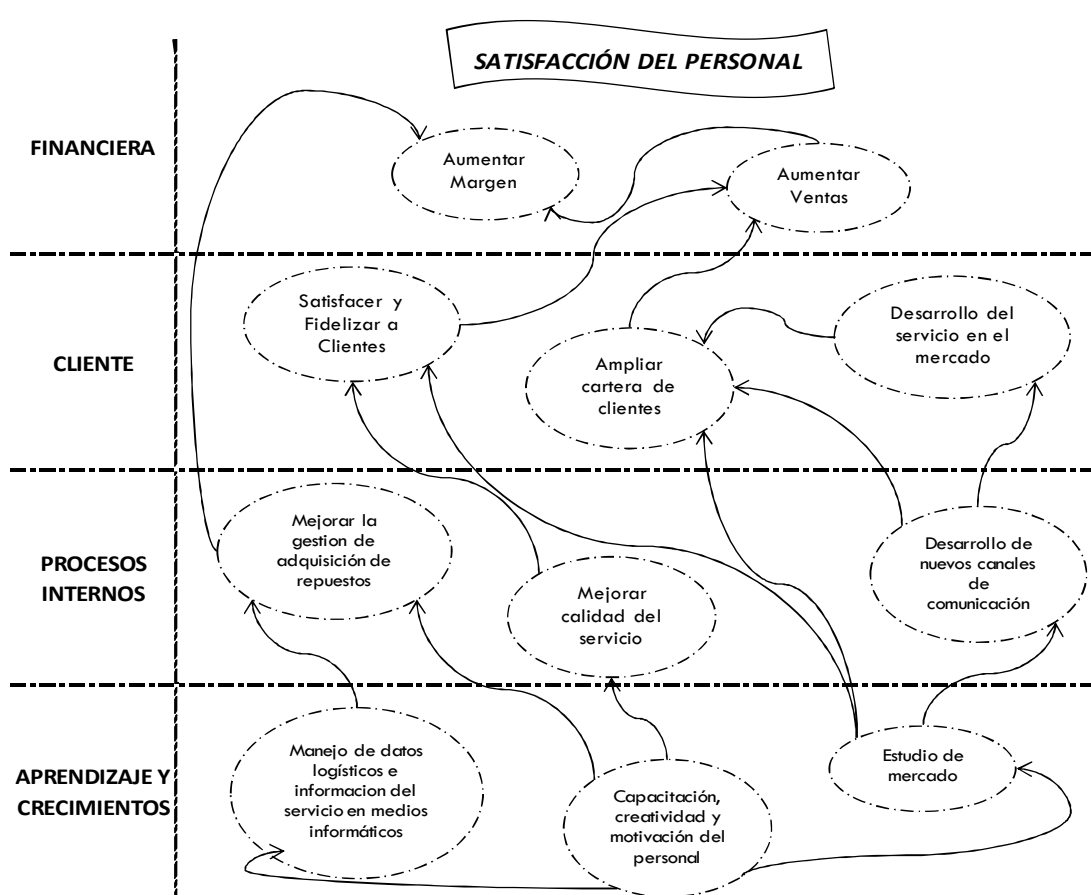 SATISFACCIÓN DEL PERSONAL
FINANCIERA
Aumentar
Margen
Aumentar
Ventas
CLIENTE
Satisfacer y
Fidelizar a
Clientes
Ampliar
cartera de
clientes
Desarrollo del
servicio en el
mercado
PROCESOS
INTERNOS
Mejorar la
gestion de
adquisición de
repuestos
Mejorar
calidad del
servicio
Desarrollo de
nuevos canales
de
comunicación
APRENDIZAJE Y
CRECIMIENTOS
Manejo de datos
logísticos e
informacion del
servicio en medios
informáticos
Capacitación,
creatividad y
motivación del
personal
Estudio de
mercado